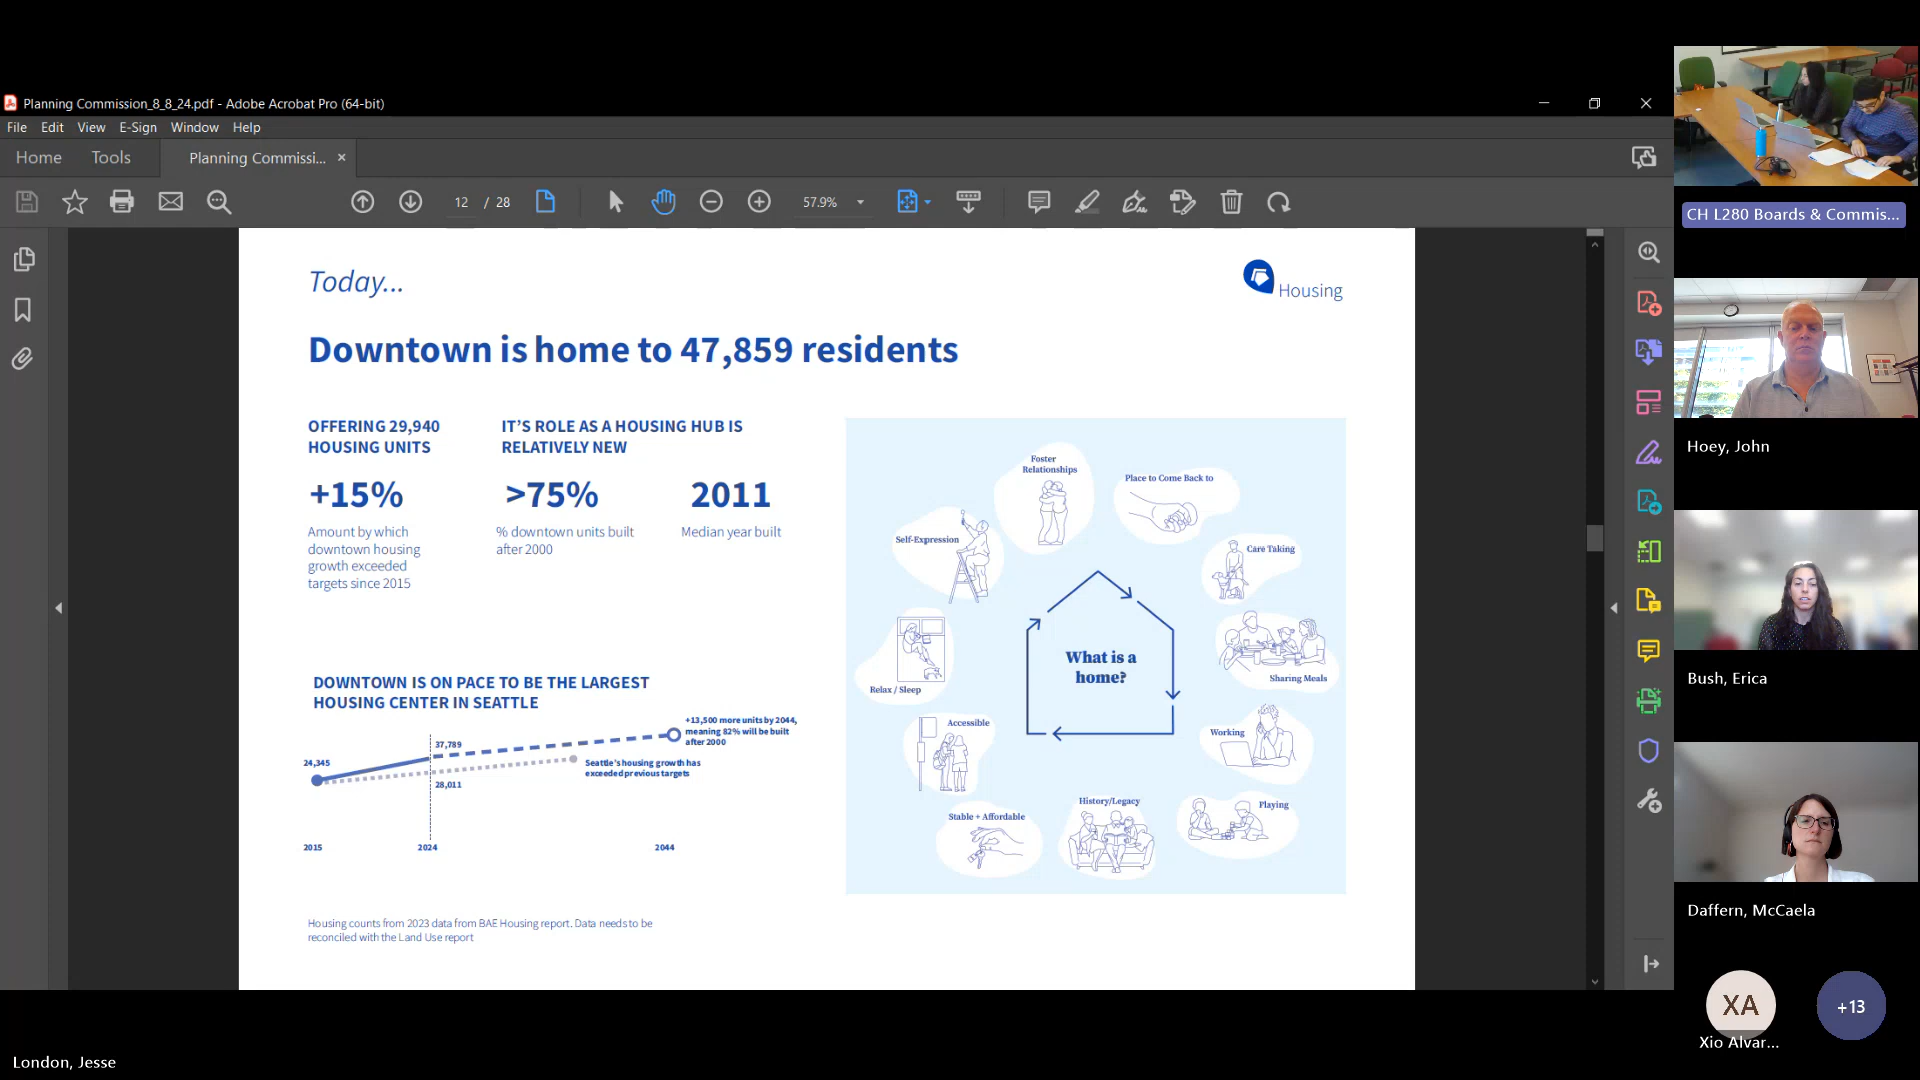 Planning Commission_8_8_24.pdf - Adobe Acrobat Pro (64-bit)
File Edit View E-Sign Window Help
Home Tools Planning Commissi... ×
12 / 28 57.9%
Today...
Housing
Downtown is home to 47,859 residents
OFFERING 29,940
HOUSING UNITS
+15%
Amount by which
downtown housing
growth exceeded
targets since 2015
IT’S ROLE AS A HOUSING HUB IS
RELATIVELY NEW
>75%
% downtown units built
after 2000
2011
Median year built
DOWNTOWN IS ON PACE TO BE THE LARGEST
HOUSING CENTER IN SEATTLE
24,345
37,789
28,011
+13,500 more units by 2044,
meaning 82% will be built
after 2000
Seattle’s housing growth has
exceeded previous targets
2015 2024 2044
Housing counts from 2023 data from BAE Housing report. Data needs to be
reconciled with the Land Use report
Foster
Relationships
Place to Come Back to
Self-Expression
Care Taking
What is a
home?
Sharing Meals
Relax / Sleep
Accessible
Working
History/Legacy
Playing
Stable + Affordable
CH L280 Boards & Commis...
Hoey, John
Bush, Erica
Daffern, McCaela
XA
+13
Xio Alvar...
London, Jesse